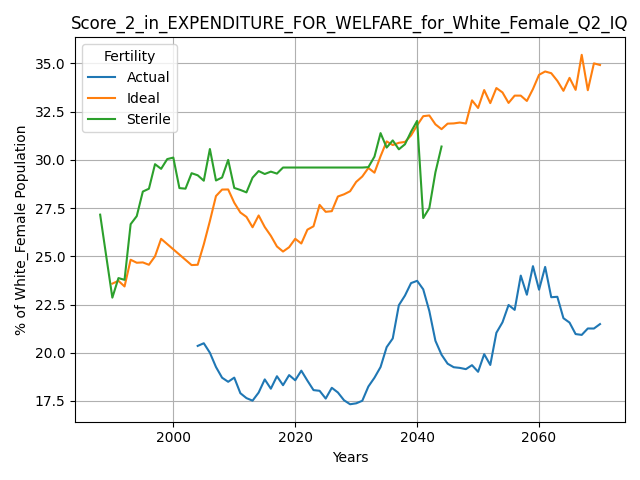 Score_2_in_EXPENDITURE_FOR_WELFARE_for_White_Female_Q2_IQ
Fertility
Actual
Ideal
Sterile
% of White_Female Population
35.0
32.5
30.0
27.5
25.0
22.5
20.0
17.5
2000
2020
2040
2060
Years